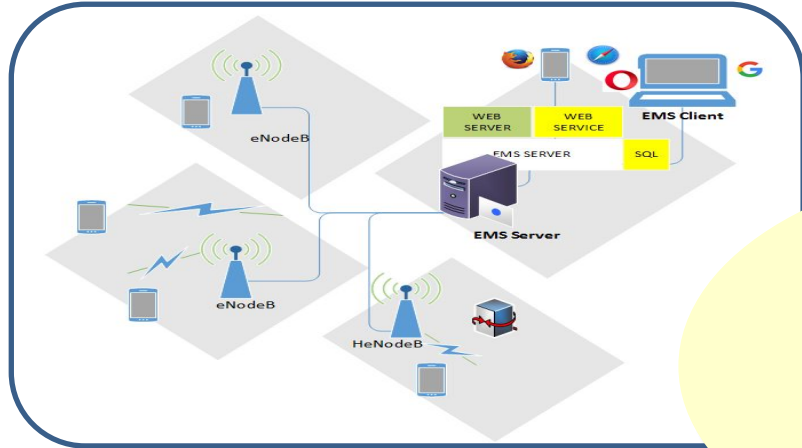 WEB
SERVER
WEB
SERVICE
EMS Client
eNodeB
EMS SERVER
SQL
EMS Server
eNodeB
HeNodeB